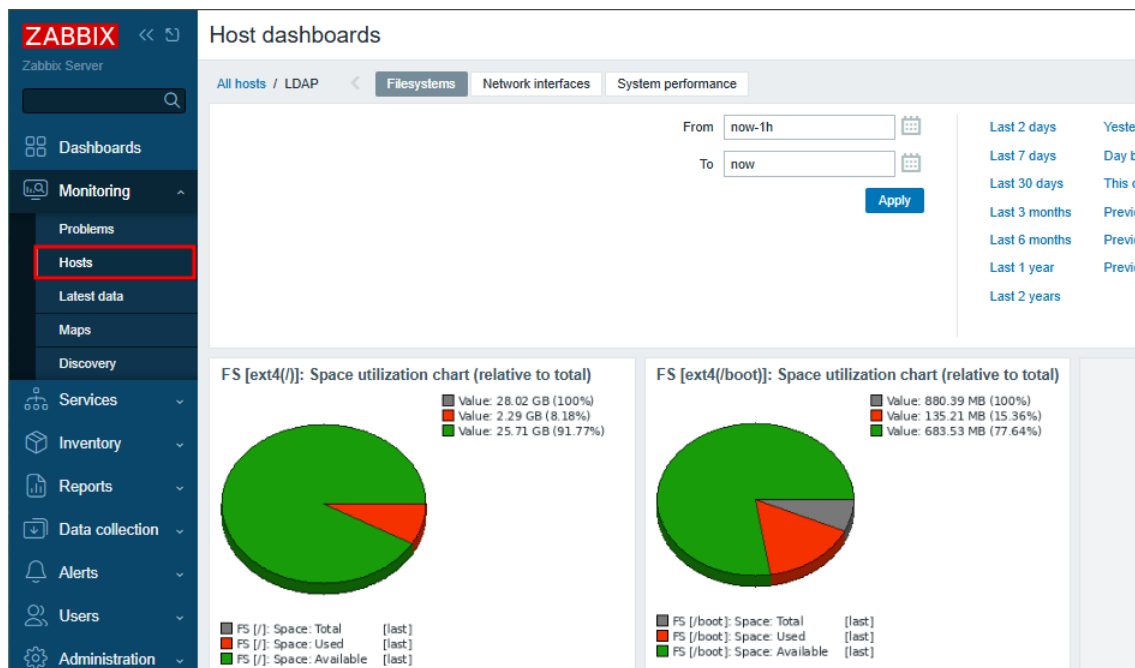 ZABBIX
Zabbix Server
Dashboards
Monitoring
Problems
Hosts
Latest data
Maps
Discovery
Services
Inventory
Reports
Data collection
Alerts
Users
Administration
Host dashboards
All hosts / LDAP Filesystems Network interfaces System performance
From now-1h
To now
Apply
Last 2 days
Last 7 days
Last 30 days
Last 3 months
Last 6 months
Last 1 year
Last 2 years
Yeste
Day b
This
Previ
Previ
Previ
FS [ext4(/)]: Space utilization chart (relative to total)
Value: 28.02 GB (100%)
Value: 2.29 GB (8.18%)
Value: 25.71 GB (91.77%)
FS [/]: Space: Total [last]
FS [/]: Space: Used [last]
FS [/]: Space: Available [last]
FS [ext4(/boot)]: Space utilization chart (relative to total)
Value: 880.39 MB (100%)
Value: 135.21 MB (15.36%)
Value: 683.53 MB (77.64%)
FS [/boot]: Space: Total [last]
FS [/boot]: Space: Used [last]
FS [/boot]: Space: Available [last]